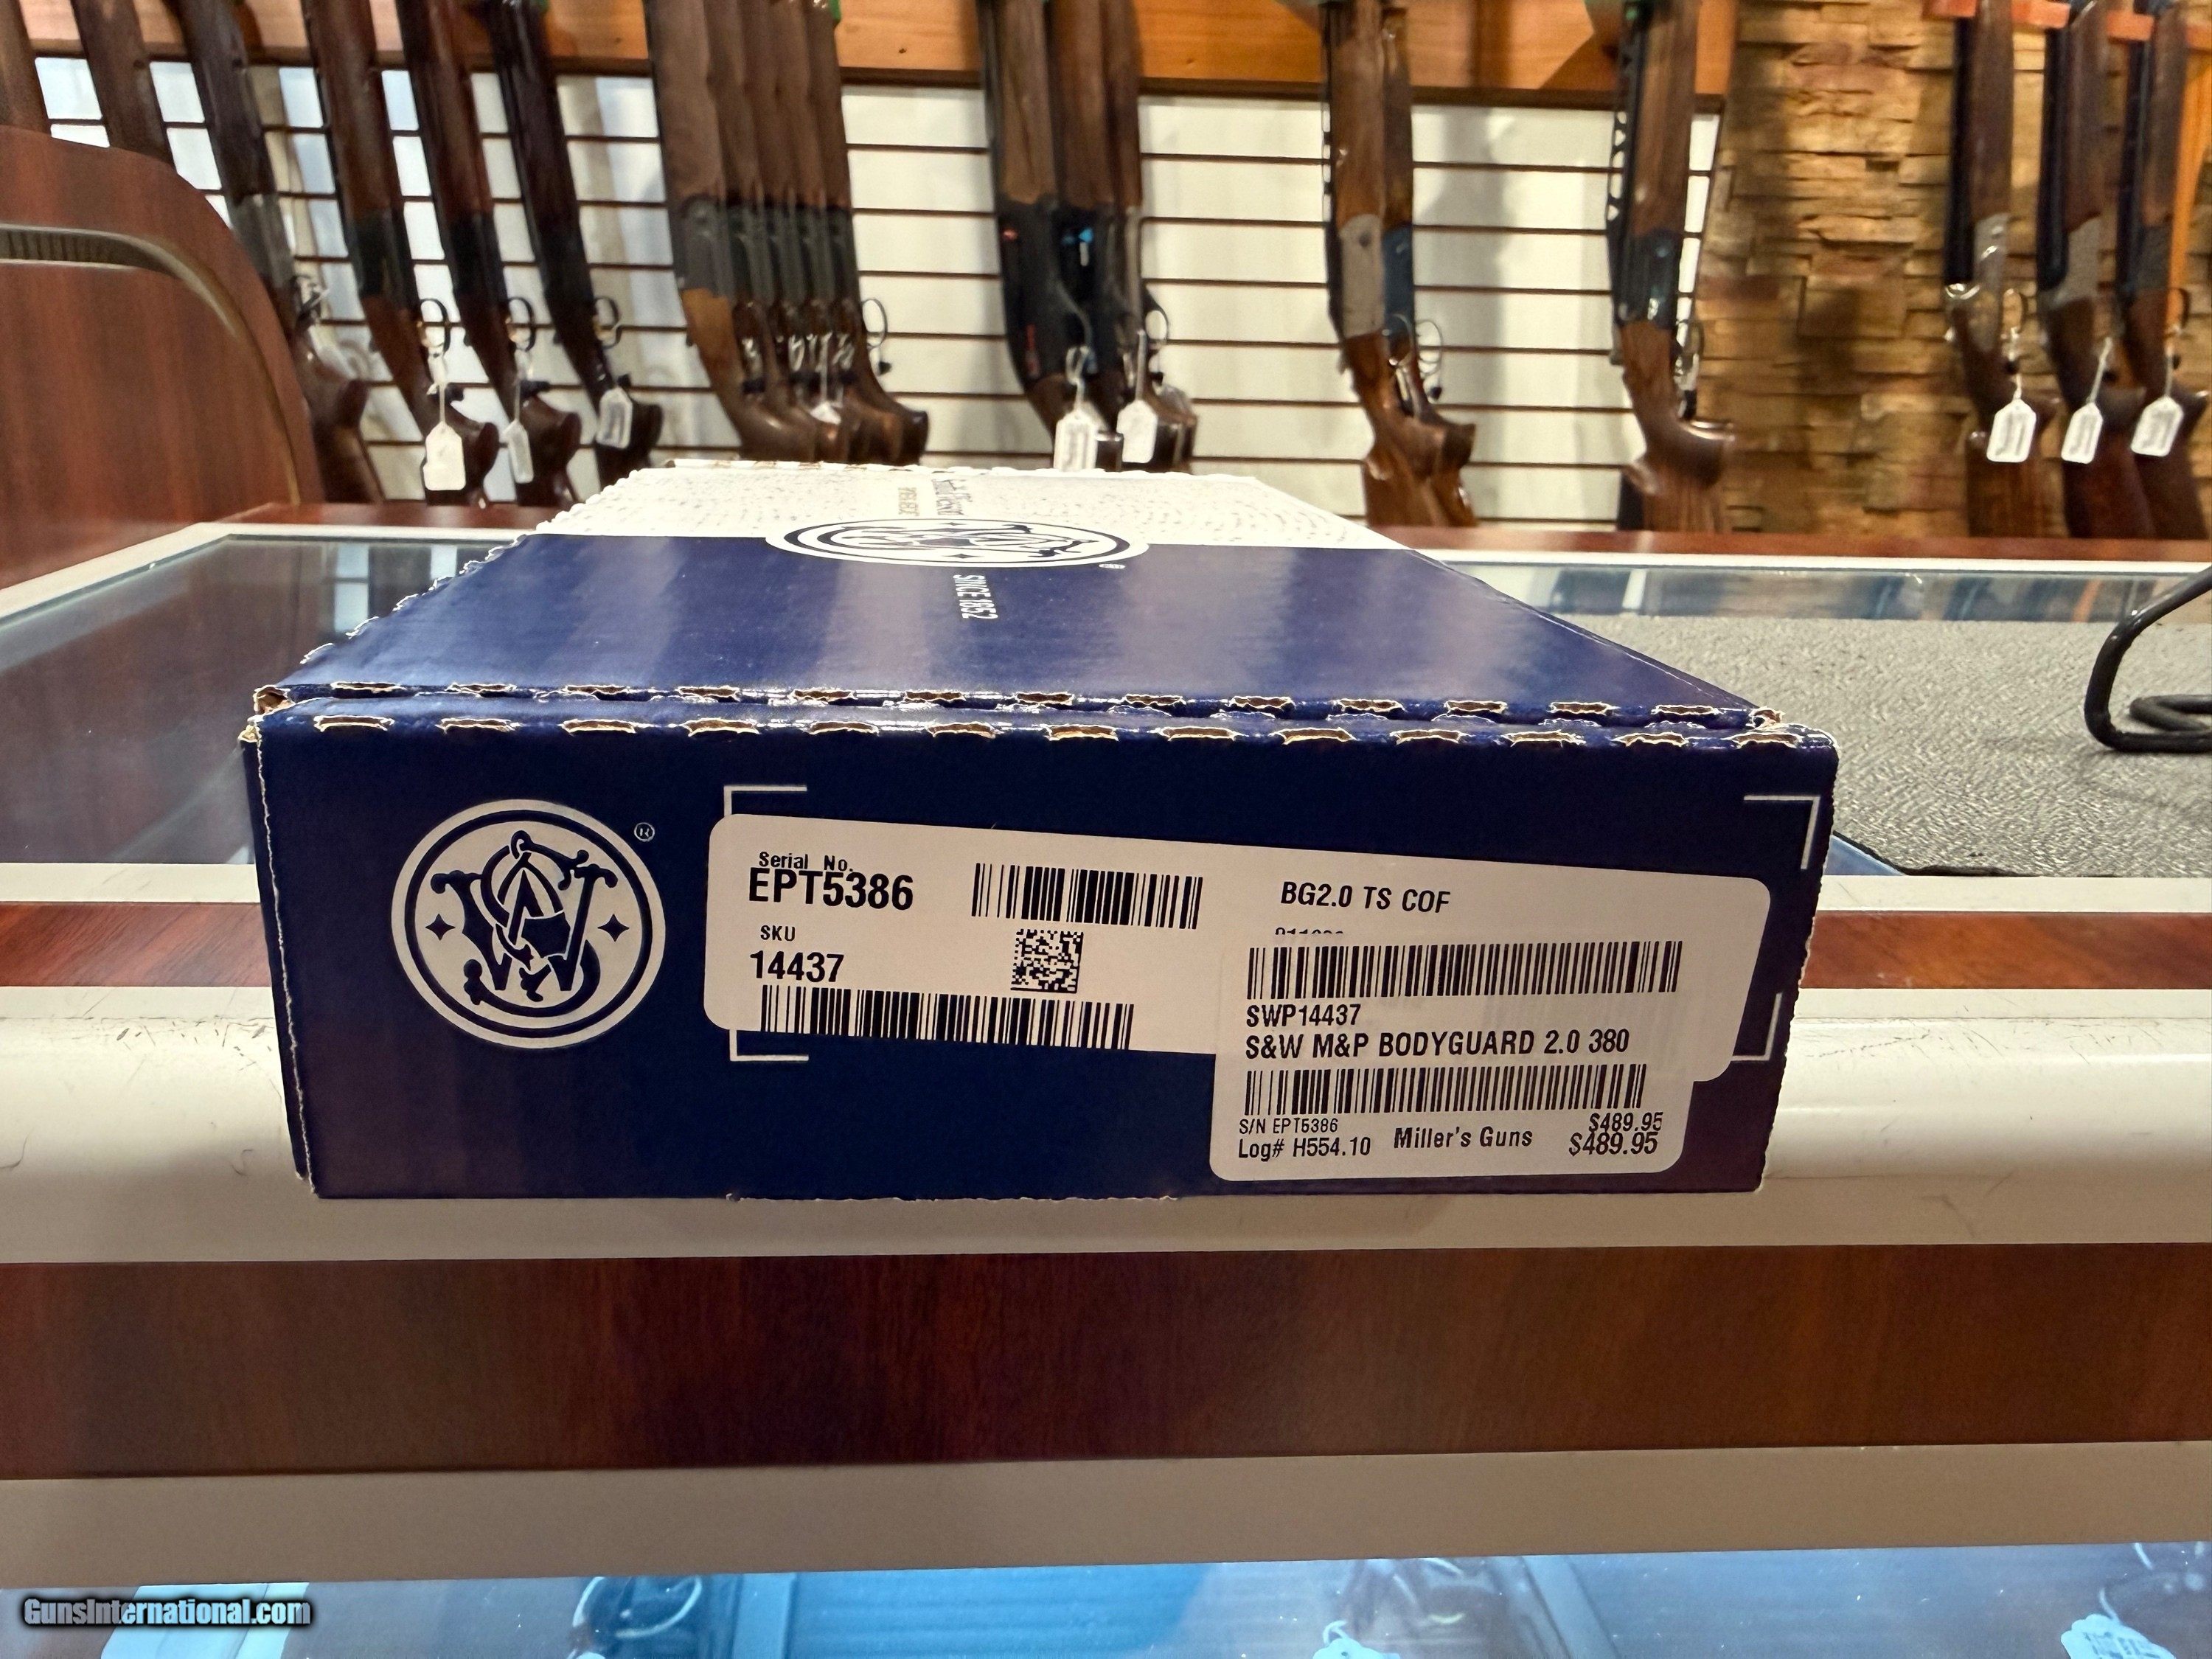 SINCE 1852
®
Serial No.
EPT5386
SKU
14437
BG2.0 TS COF
SWP14437
S&W M&P BODYGUARD 2.0 380
S/N EPT5386 $489.95
Log# H554.10 Miller's Guns $489.95
GunsInternational.com